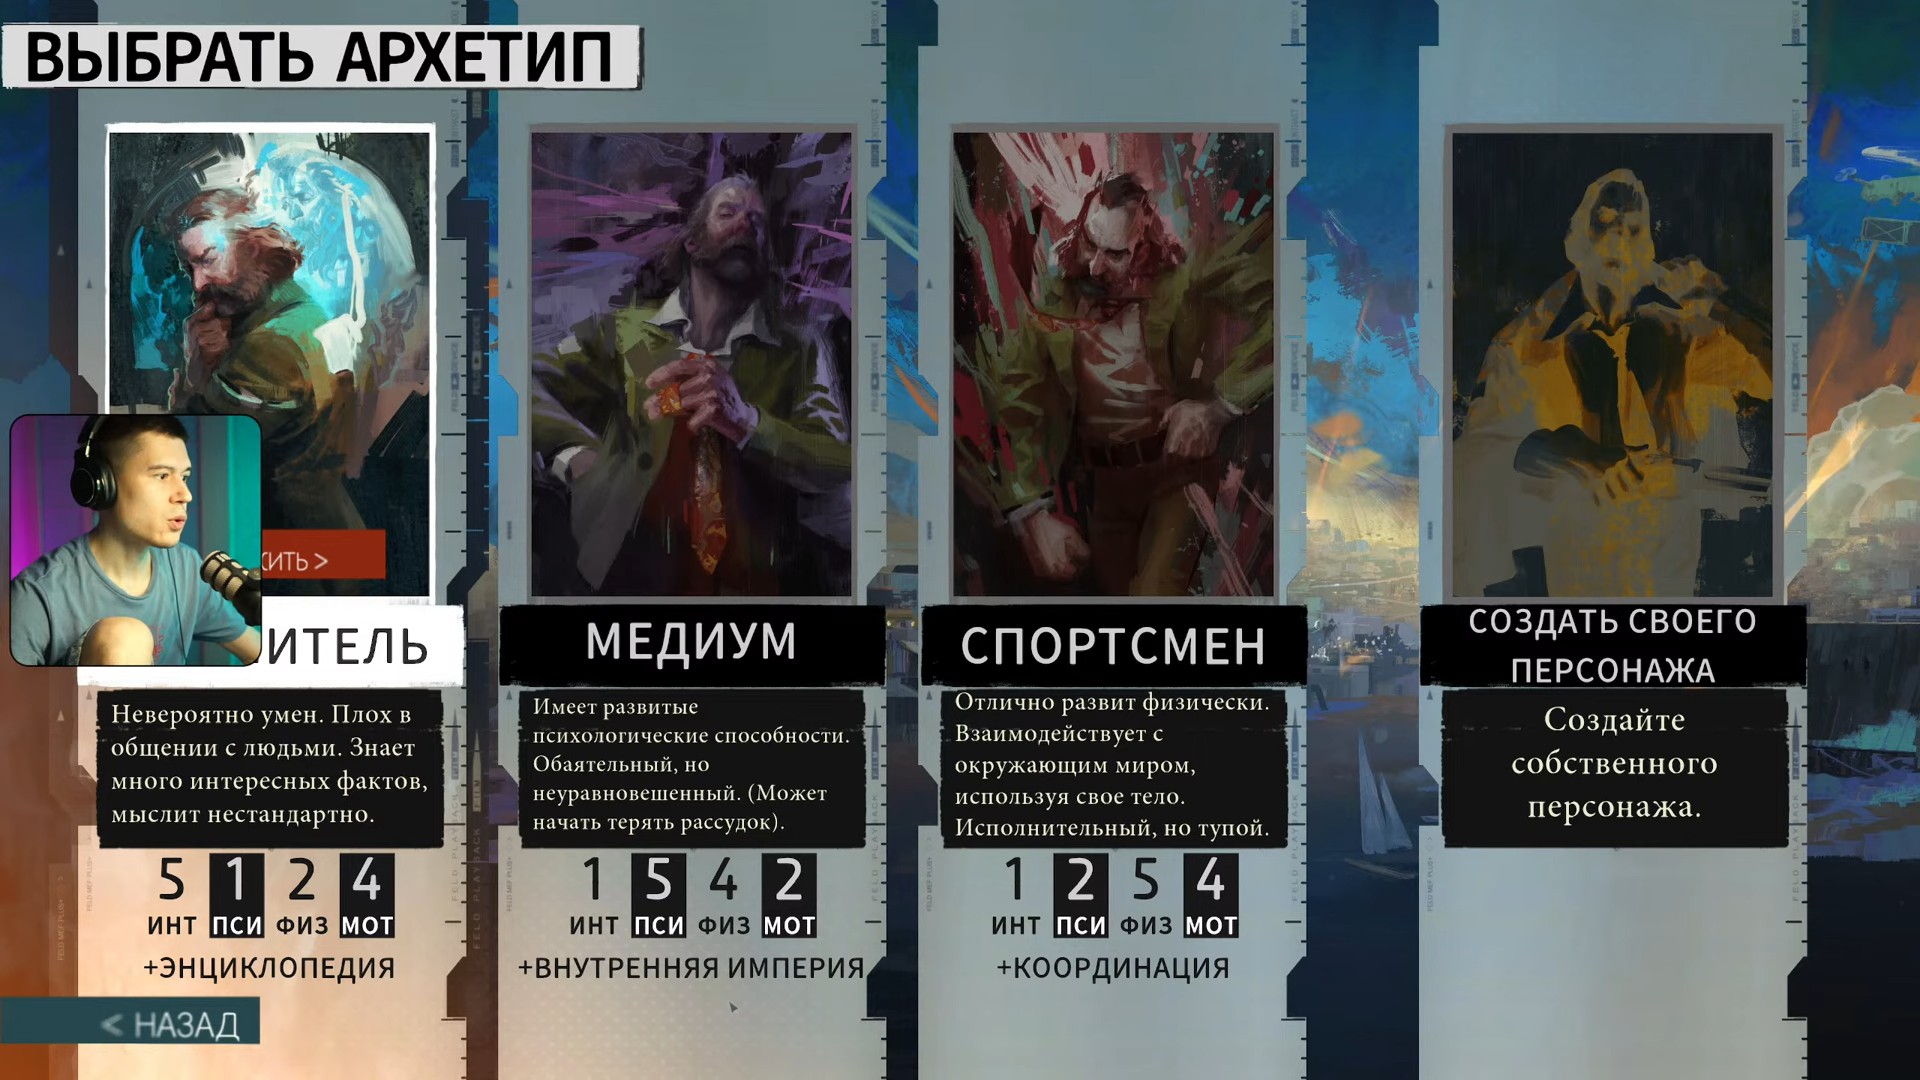 ВЫБРАТЬ АРХЕТИП
ИТЕЛЬ
Невероятно умен. Плох в
общении с людьми. Знает
много интересных фактов,
мыслит нестандартно.
5 1 2 4
ИНТ ПСИ ФИЗ МОТ
+ЭНЦИКЛОПЕДИЯ
МЕДИУМ
Имеет развитые
психологические способности.
Обаятельный, но
неуравновешенный. (Может
начать терять рассудок).
1 5 4 2
ИНТ ПСИ ФИЗ МОТ
+ВНУТРЕННЯЯ ИМПЕРИЯ
СПОРТСМЕН
Отлично развит физически.
Взаимодействует с
окружающим миром,
используя свое тело.
Исполнительный, но тупой.
1 2 5 4
ИНТ ПСИ ФИЗ МОТ
+КООРДИНАЦИЯ
СОЗДАТЬ СВОЕГО
ПЕРСОНАЖА
Создайте
собственного
персонажа.
< НАЗАД